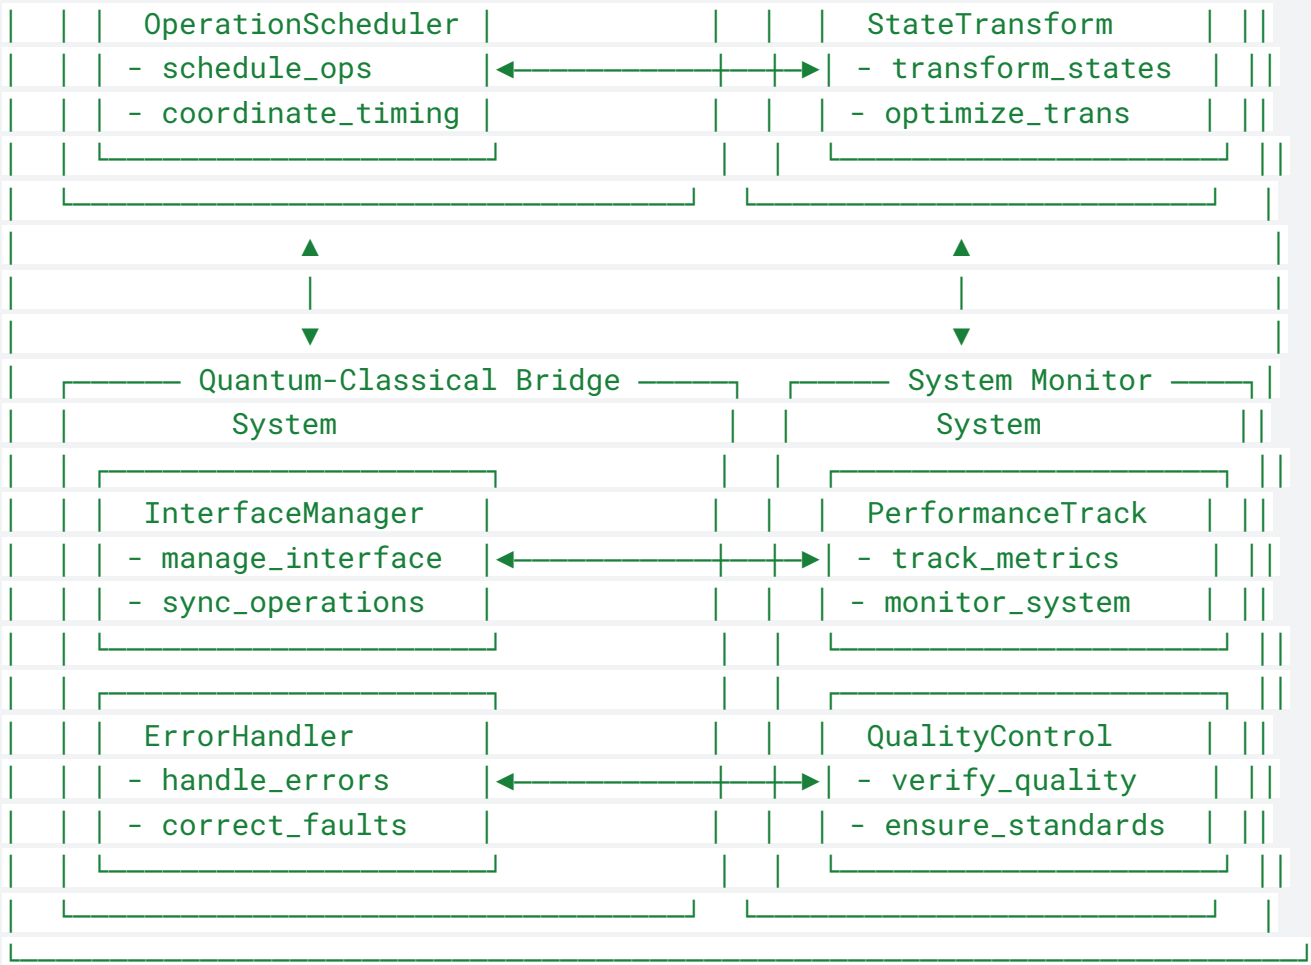 OperationScheduler StateTransform
- schedule_ops - transform_states
- coordinate_timing - optimize_trans
Quantum-Classical Bridge System Monitor
System System
InterfaceManager PerformanceTrack
- manage_interface - track_metrics
- sync_operations - monitor_system
ErrorHandler QualityControl
- handle_errors - verify_quality
- correct_faults - ensure_standards